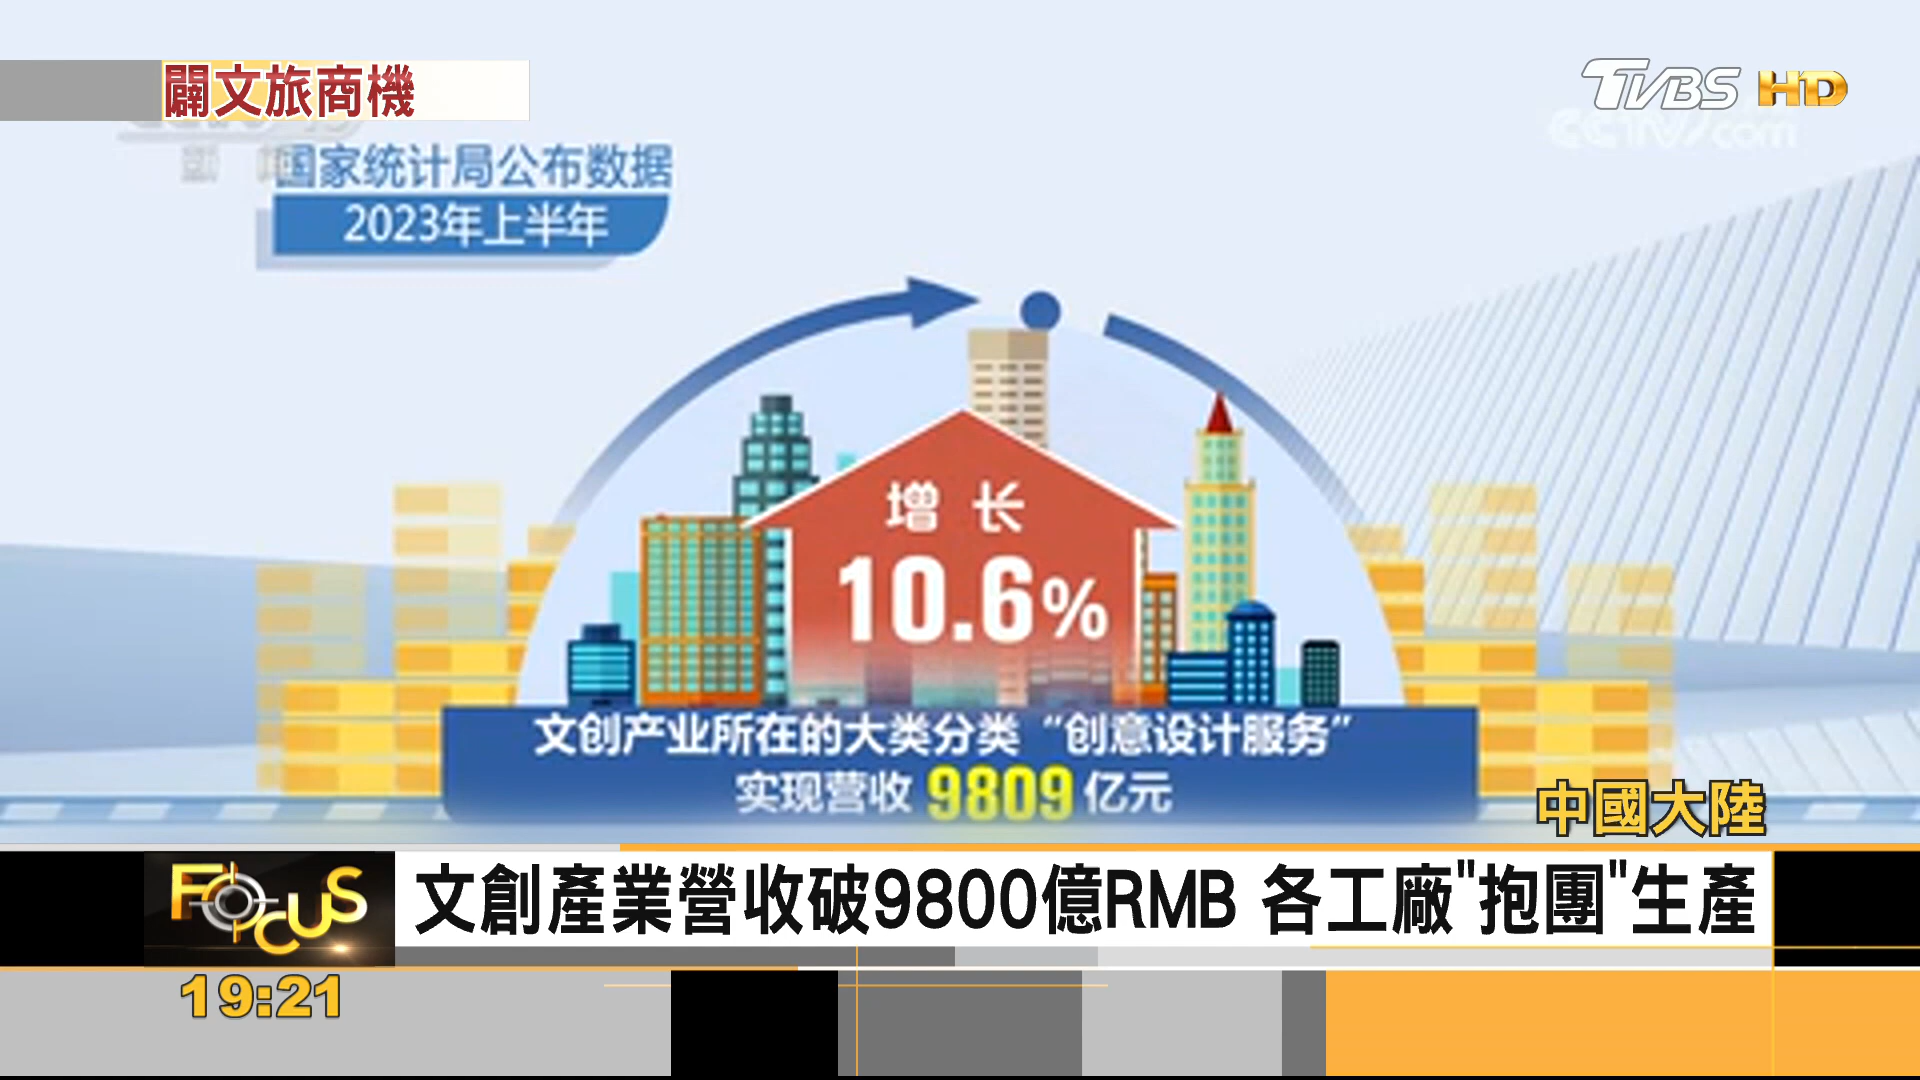 闢文旅商機
TVBS HD
CCTV.com
国家统计局公布数据
2023年上半年
增长
10.6%
文创产业所在的大类分类“创意设计服务”
实现营收9809亿元
中國大陸
FOCUS
文創產業營收破9800億RMB 各工廠"抱團"生產
19:21